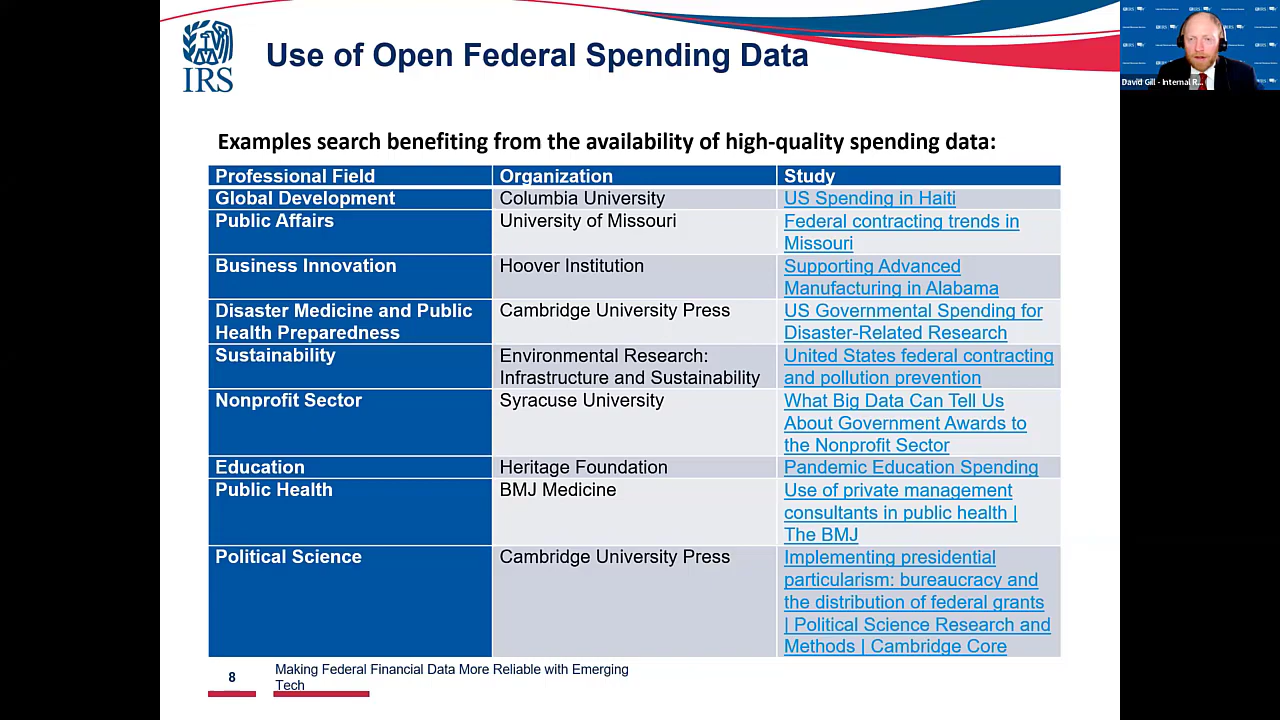 IRS
Use of Open Federal Spending Data
David Gill - Internal R...
Examples search benefiting from the availability of high-quality spending data:
Professional Field Organization Study
Global Development Columbia University US Spending in Haiti
Public Affairs University of Missouri Federal contracting trends in
Missouri
Business Innovation Hoover Institution Supporting Advanced
Manufacturing in Alabama
Disaster Medicine and Public Cambridge University Press US Governmental Spending for
Health Preparedness Disaster-Related Research
Sustainability Environmental Research: United States federal contracting
Infrastructure and Sustainability and pollution prevention
Nonprofit Sector Syracuse University What Big Data Can Tell Us
About Government Awards to
the Nonprofit Sector
Education Heritage Foundation Pandemic Education Spending
Public Health BMJ Medicine Use of private management
consultants in public health |
The BMJ
Political Science Cambridge University Press Implementing presidential
particularism: bureaucracy and
the distribution of federal grants
| Political Science Research and
Methods | Cambridge Core
8 Making Federal Financial Data More Reliable with Emerging
Tech